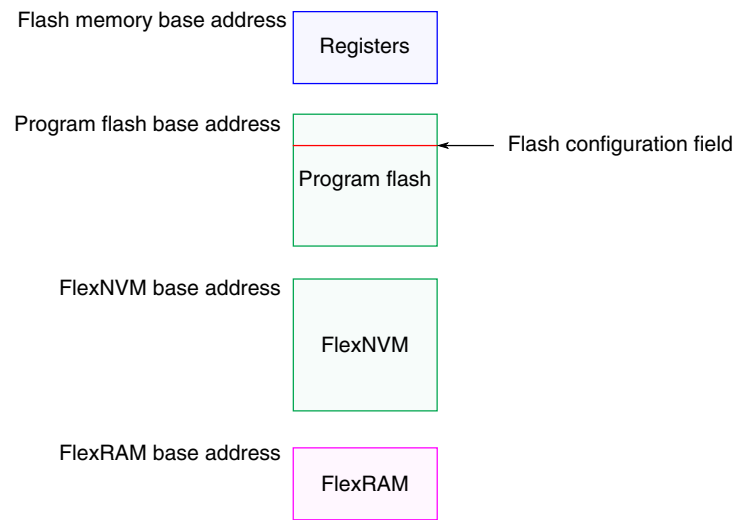 Flash memory base address
Registers
Program flash base address
Flash configuration field
Program flash
FlexNVM base address
FlexNVM
FlexRAM base address
FlexRAM